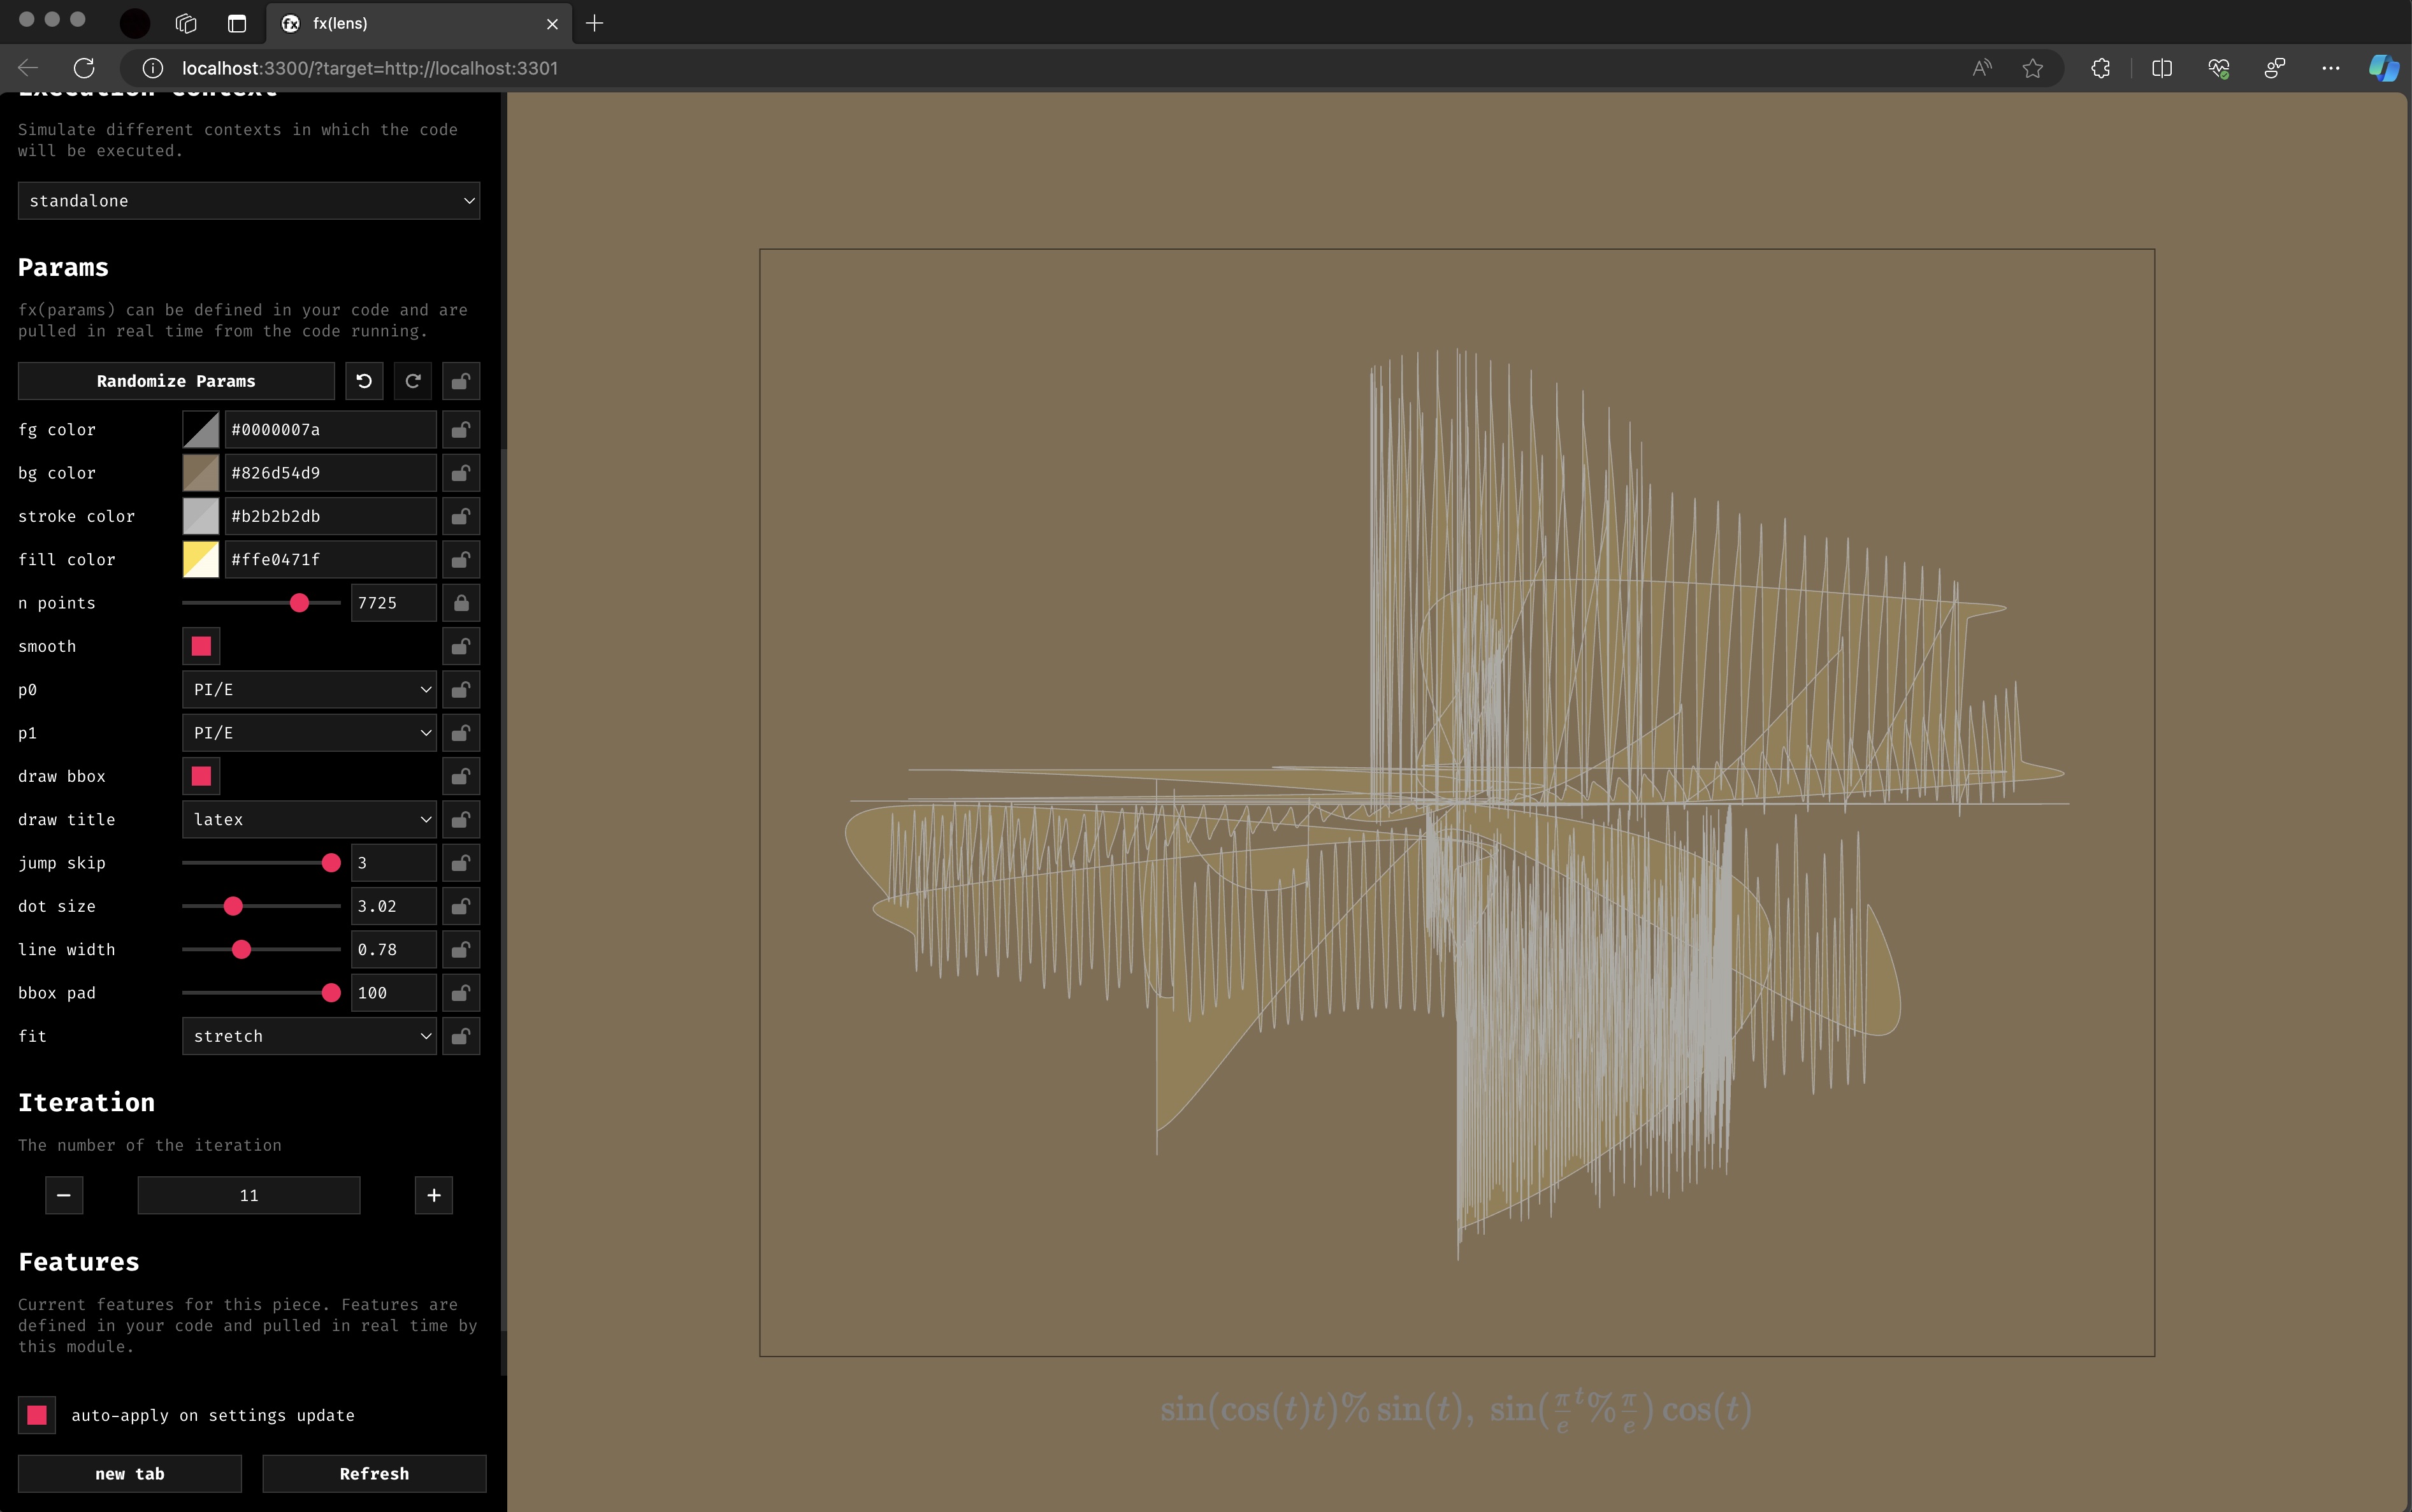 fx(lens)
localhost:3300/?target=http://localhost:3301
Execution context
Simulate different contexts in which the code
will be executed.
standalone
Params
fx(params) can be defined in your code and are
pulled in real time from the code running.
Randomize Params
fg color #0000007a
bg color #826d54d9
stroke color #b2b2b2db
fill color #ffe0471f
n points 7725
smooth
p0 PI/E
p1 PI/E
draw bbox
draw title latex
jump skip 3
dot size 3.02
line width 0.78
bbox pad 100
fit stretch
Iteration
The number of the iteration
− 11 +
Features
Current features for this piece. Features are
defined in your code and pulled in real time by
this module.
auto-apply on settings update
new tab Refresh
sin(cos(t)t)% sin(t), sin(π/e^t%π/e) cos(t)